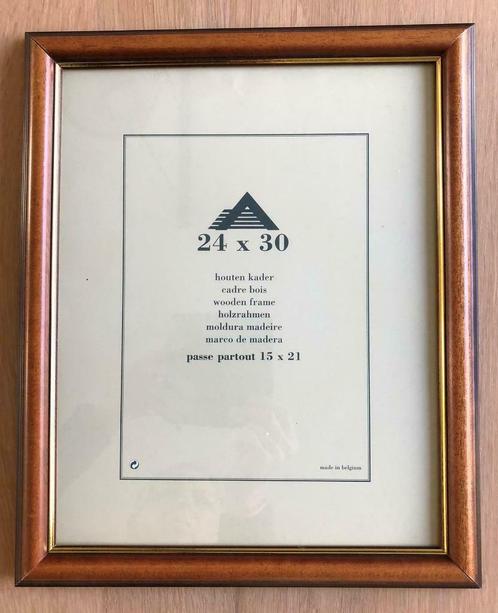 24 x 30
houten kader
cadre bois
wooden frame
holzrahmen
moldura madeire
marco de madera
passe partout 15 x 21
made in belgium